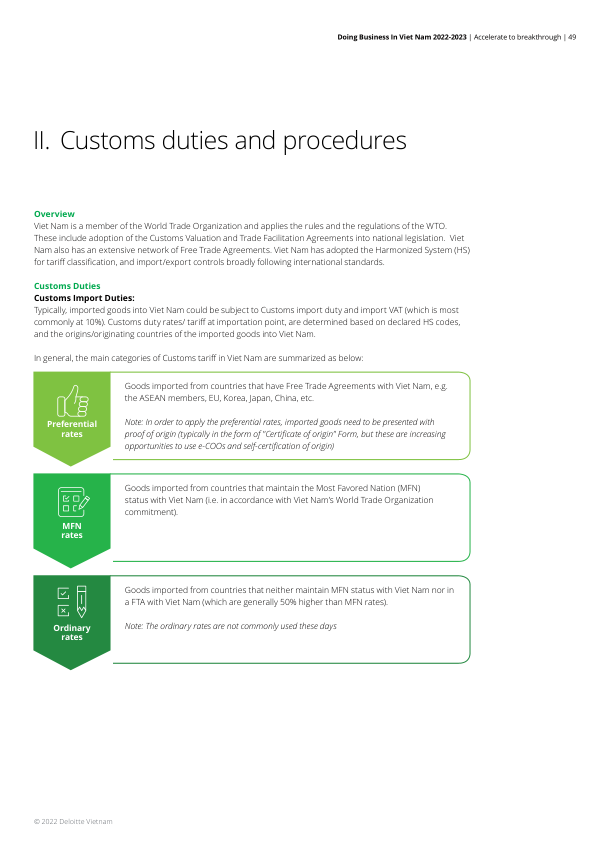 Doing Business In Viet Nam 2022-2023 | Accelerate to breakthrough | 49
II. Customs duties and procedures
Overview
Viet Nam is a member of the World Trade Organization and applies the rules and the regulations of the WTO.
These include adoption of the Customs Valuation and Trade Facilitation Agreements into national legislation. Viet
Nam also has an extensive network of Free Trade Agreements. Viet Nam has adopted the Harmonized System (HS)
for tariff classification, and import/export controls broadly following international standards.
Customs Duties
Customs Import Duties:
Typically, imported goods into Viet Nam could be subject to Customs import duty and import VAT (which is most
commonly at 10%). Customs duty rates/ tariff at importation point, are determined based on declared HS codes,
and the origins/originating countries of the imported goods into Viet Nam.
In general, the main categories of Customs tariff in Viet Nam are summarized as below:
Preferential
rates
Goods imported from countries that have Free Trade Agreements with Viet Nam, e.g.
the ASEAN members, EU, Korea, Japan, China, etc.
Note: In order to apply the preferential rates, imported goods need to be presented with
proof of origin (typically in the form of "Certificate of origin" Form, but these are increasing
opportunities to use e-COOs and self-certification of origin)
MFN
rates
Goods imported from countries that maintain the Most Favored Nation (MFN)
status with Viet Nam (i.e. in accordance with Viet Nam's World Trade Organization
commitment).
Ordinary
rates
Goods imported from countries that neither maintain MFN status with Viet Nam nor in
a FTA with Viet Nam (which are generally 50% higher than MFN rates).
Note: The ordinary rates are not commonly used these days
© 2022 Deloitte Vietnam